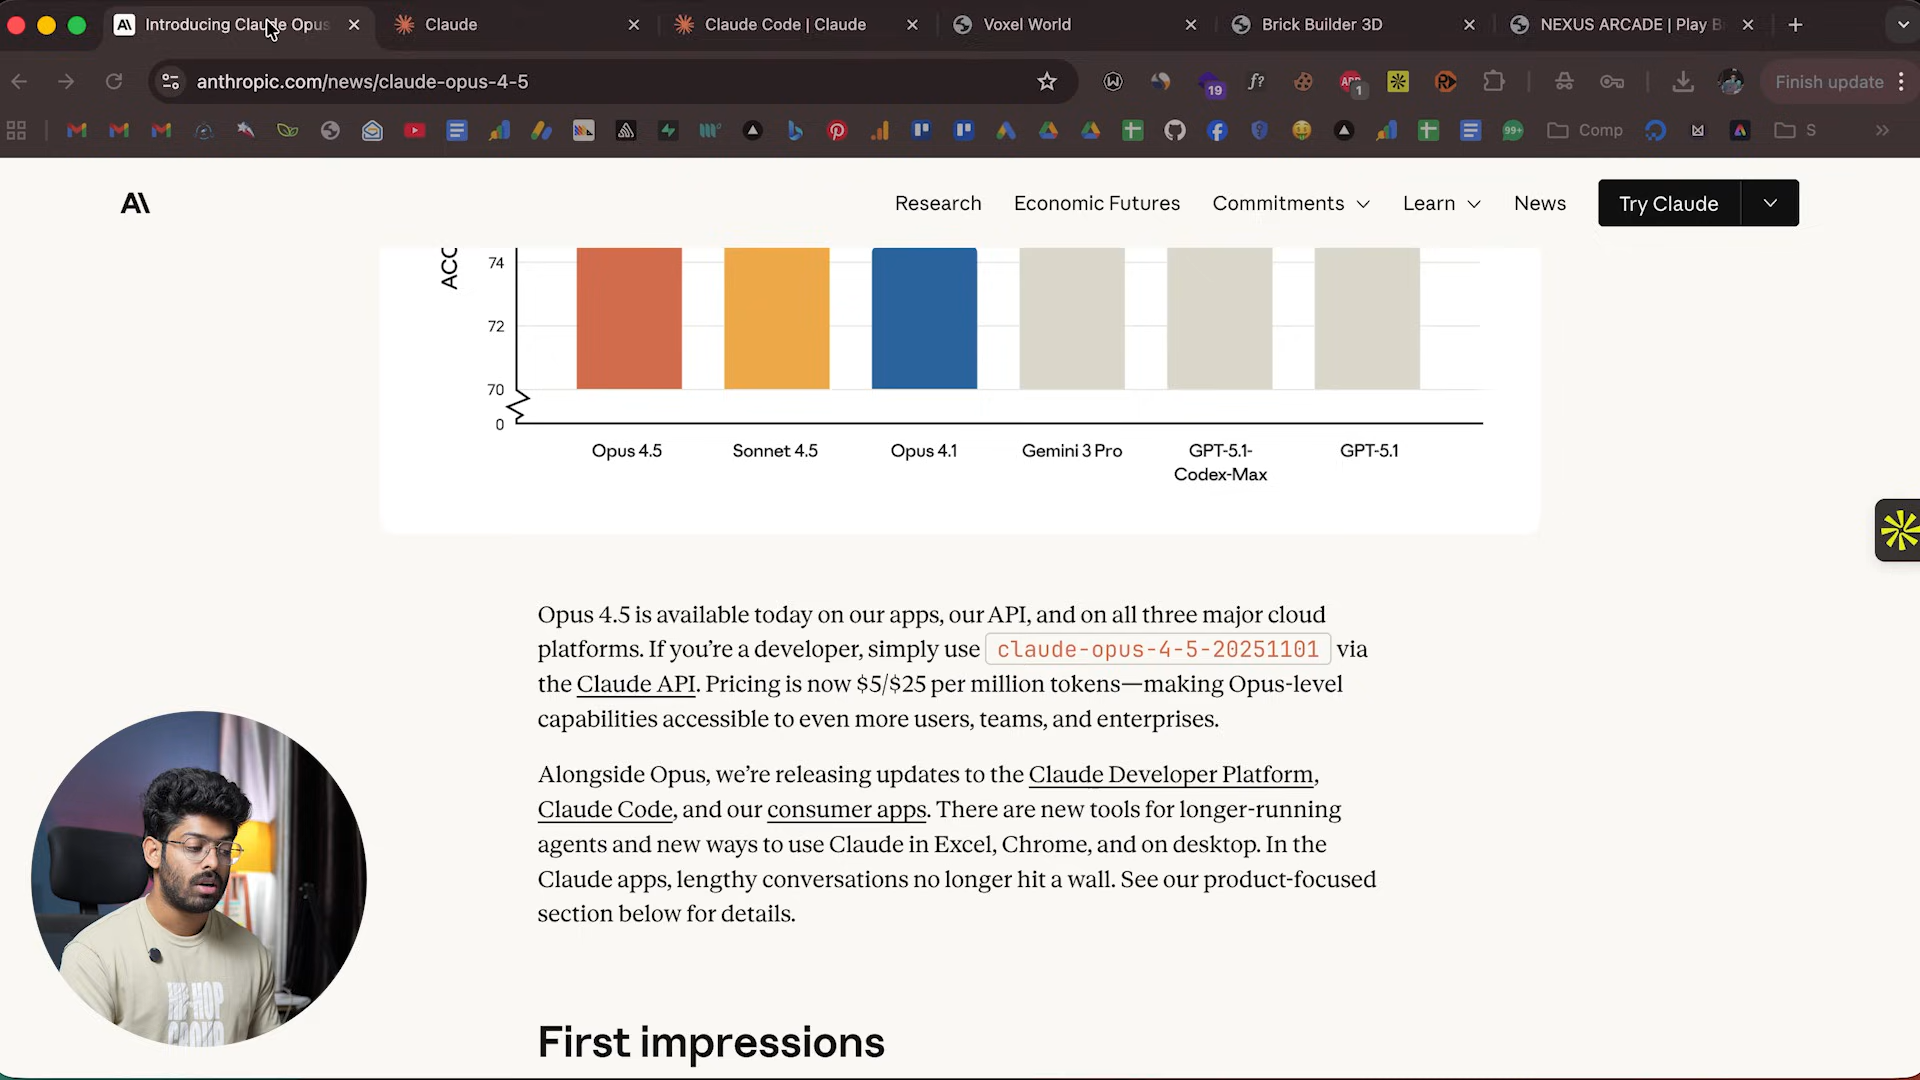 Introducing Claude Opus
Claude
Claude Code | Claude
Voxel World
Brick Builder 3D
NEXUS ARCADE | Play B
anthropic.com/news/claude-opus-4-5
19
f?
1
Finish update
99+
Comp
S
Research
Economic Futures
Commitments
Learn
News
Try Claude
ACC
74
72
70
0
Opus 4.5
Sonnet 4.5
Opus 4.1
Gemini 3 Pro
GPT-5.1-
Codex-Max
GPT-5.1
Opus 4.5 is available today on our apps, our API, and on all three major cloud
platforms. If you’re a developer, simply use claude-opus-4-5-20251101 via
the Claude API. Pricing is now $5/$25 per million tokens—making Opus-level
capabilities accessible to even more users, teams, and enterprises.
Alongside Opus, we’re releasing updates to the Claude Developer Platform,
Claude Code, and our consumer apps. There are new tools for longer-running
agents and new ways to use Claude in Excel, Chrome, and on desktop. In the
Claude apps, lengthy conversations no longer hit a wall. See our product-focused
section below for details.
First impressions